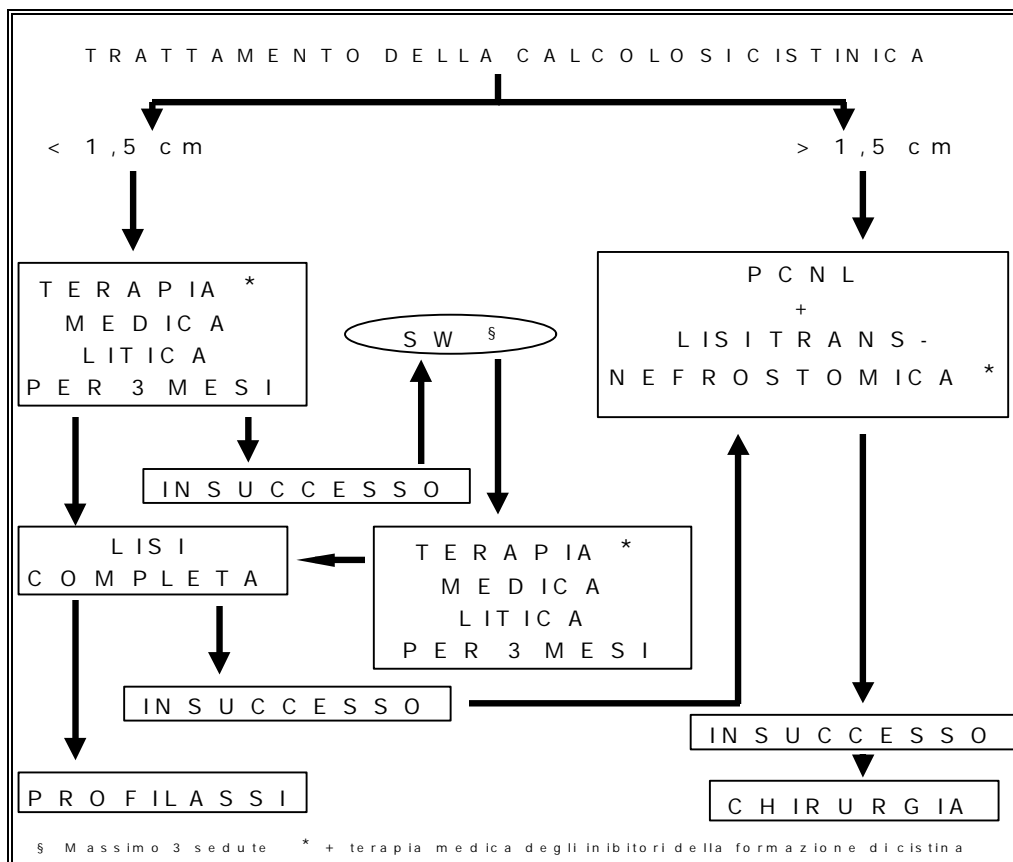 TRATTAMENTO DELLA CALCOLOSICISTINICA
< 1,5 cm
> 1,5 cm
TERAPIA *
MEDICA
LITICA
PER 3 MESI
SW §
PCNL
+
LISITRANS-
NEFROSTOMICA *
INSUCCESSO
LISI
COMPLETA
TERAPIA *
MEDICA
LITICA
PER 3 MESI
INSUCCESSO
INSUCCESSO
PROFILASSI
CHIRURGIA
§ Massimo 3 sedute * + terapia medica degli inibitori della formazione di cistina